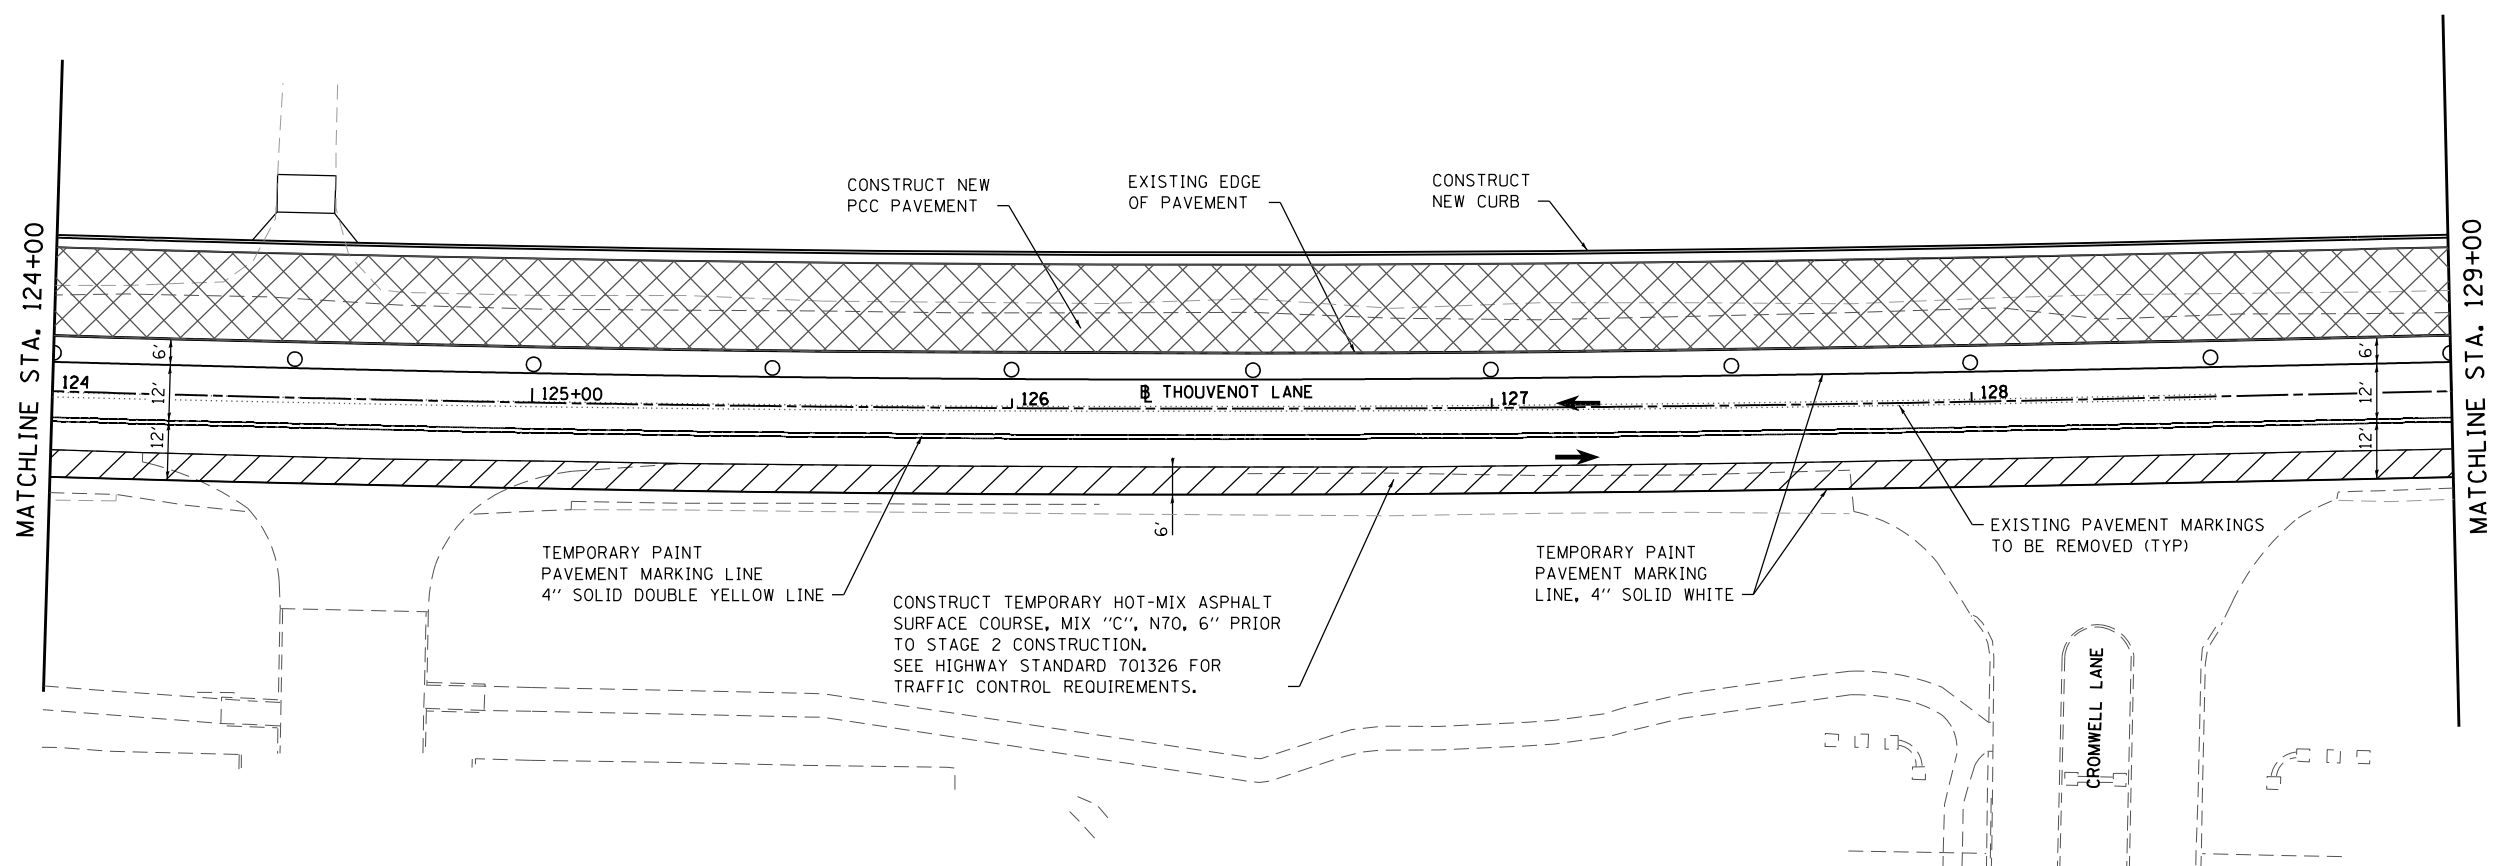 CONSTRUCT NEW
PCC PAVEMENT
EXISTING EDGE
OF PAVEMENT
CONSTRUCT
NEW CURB
MATCHLINE STA. 124+00
MATCHLINE STA. 129+00
6'
12'
12'
124
125+00
126
℄ THOUVENOT LANE
127
128
6'
12'
12'
6'
TEMPORARY PAINT
PAVEMENT MARKING LINE
4" SOLID DOUBLE YELLOW LINE
CONSTRUCT TEMPORARY HOT-MIX ASPHALT
SURFACE COURSE, MIX "C", N70, 6" PRIOR
TO STAGE 2 CONSTRUCTION.
SEE HIGHWAY STANDARD 701326 FOR
TRAFFIC CONTROL REQUIREMENTS.
TEMPORARY PAINT
PAVEMENT MARKING
LINE, 4" SOLID WHITE
EXISTING PAVEMENT MARKINGS
TO BE REMOVED (TYP)
CROMWELL LANE